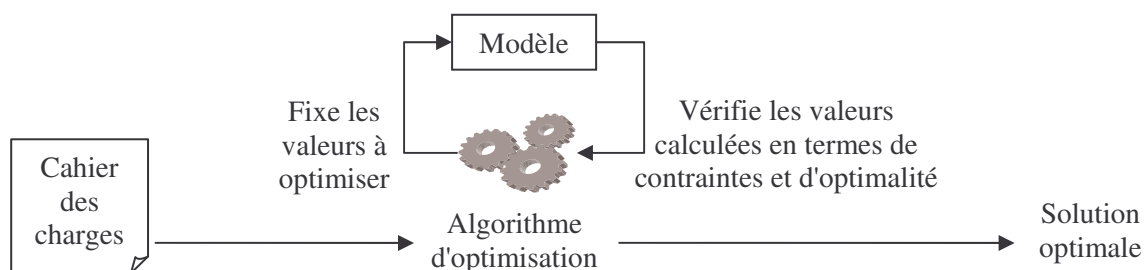 Modèle
Fixe les
valeurs à
optimiser
Vérifie les valeurs
calculées en termes de
contraintes et d'optimalité
Cahier
des
charges
Algorithme
d'optimisation
Solution
optimale